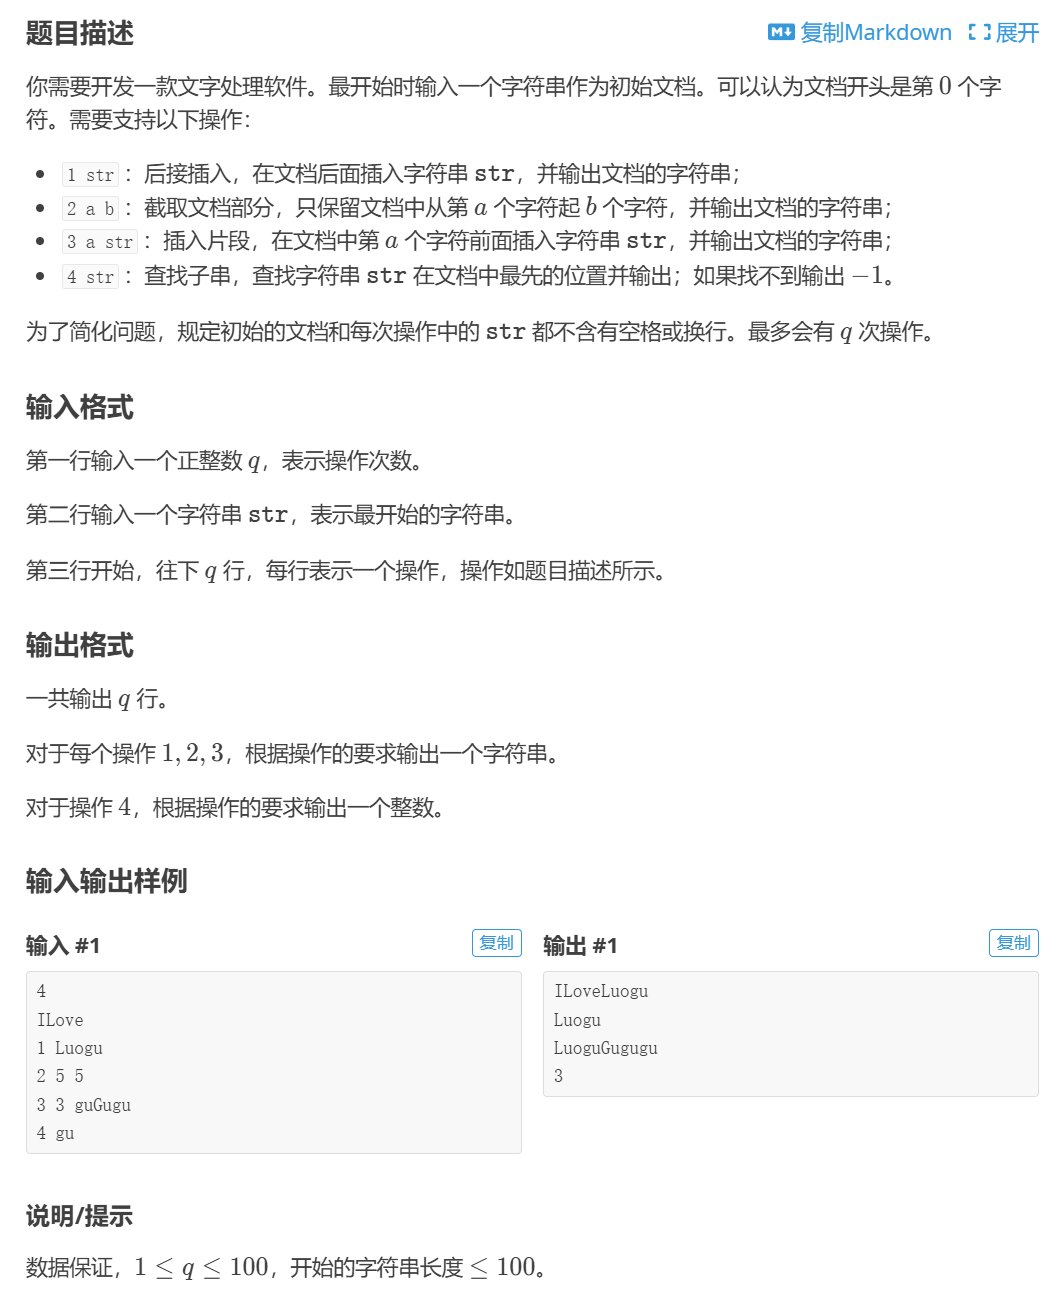 题目描述
复制Markdown 展开
你需要开发一款文字处理软件。最开始时输入一个字符串作为初始文档。可以认为文档开头是第 0 个字
符。需要支持以下操作：
1 str ：后接插入，在文档后面插入字符串 str，并输出文档的字符串；
2 a b ：截取文档部分，只保留文档中从第 a 个字符起 b 个字符，并输出文档的字符串；
3 a str ：插入片段，在文档中第 a 个字符前面插入字符串 str，并输出文档的字符串；
4 str ：查找子串，查找字符串 str 在文档中最先的位置并输出；如果找不到输出 −1。
为了简化问题，规定初始的文档和每次操作中的 str 都不含有空格或换行。最多会有 q 次操作。
输入格式
第一行输入一个正整数 q，表示操作次数。
第二行输入一个字符串 str，表示最开始的字符串。
第三行开始，往下 q 行，每行表示一个操作，操作如题目描述所示。
输出格式
一共输出 q 行。
对于每个操作 1, 2, 3，根据操作的要求输出一个字符串。
对于操作 4，根据操作的要求输出一个整数。
输入输出样例
输入 #1
复制
4
ILove
1 Luogu
2 5 5
3 3 guGugu
4 gu
输出 #1
复制
ILoveLuogu
Luogu
LuoguGugugu
3
说明/提示
数据保证，1 ≤ q ≤ 100，开始的字符串长度 ≤ 100。